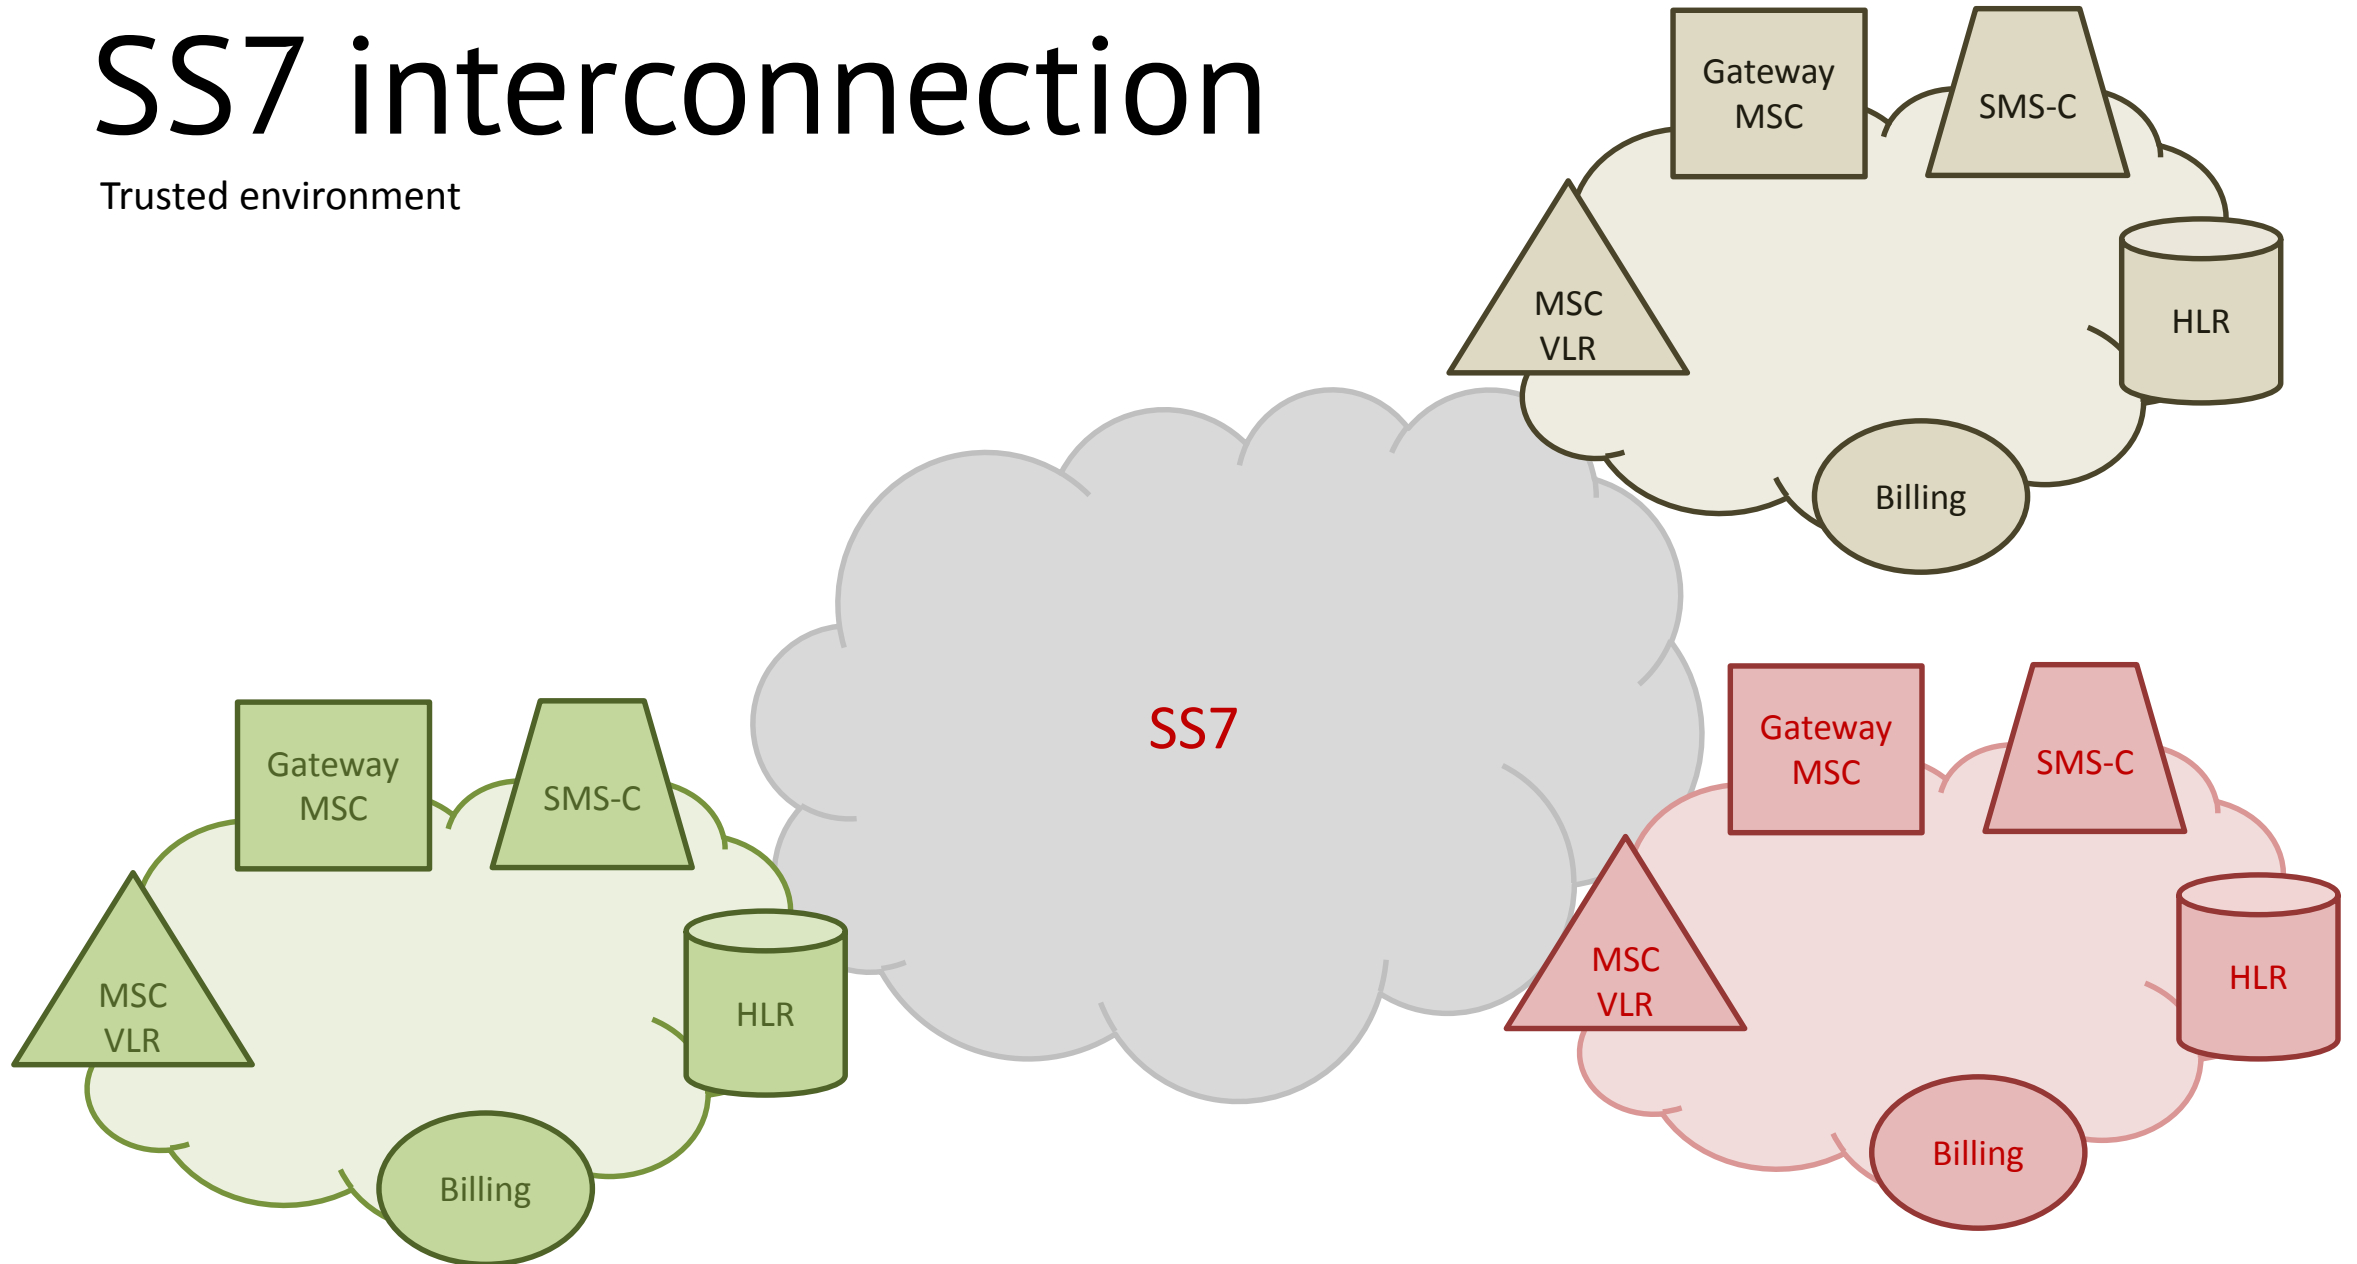 SS7 interconnection
Trusted environment
Gateway
MSC
SMS-C
MSC
VLR
HLR
Billing
SS7
Gateway
MSC
SMS-C
MSC
VLR
HLR
Billing
Gateway
MSC
SMS-C
MSC
VLR
HLR
Billing